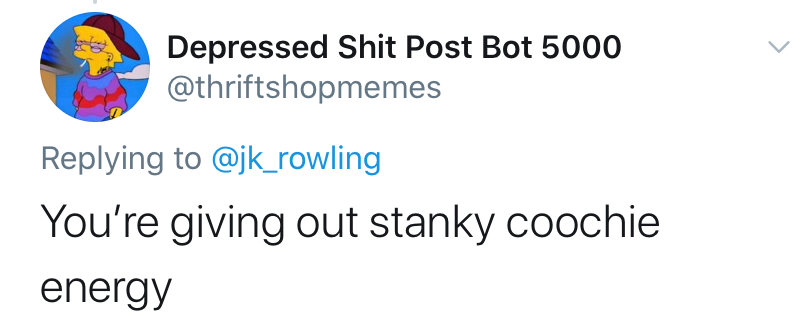 Depressed Shit Post Bot 5000
@thriftshopmemes
Replying to @jk_rowling
You’re giving out stanky coochie
energy